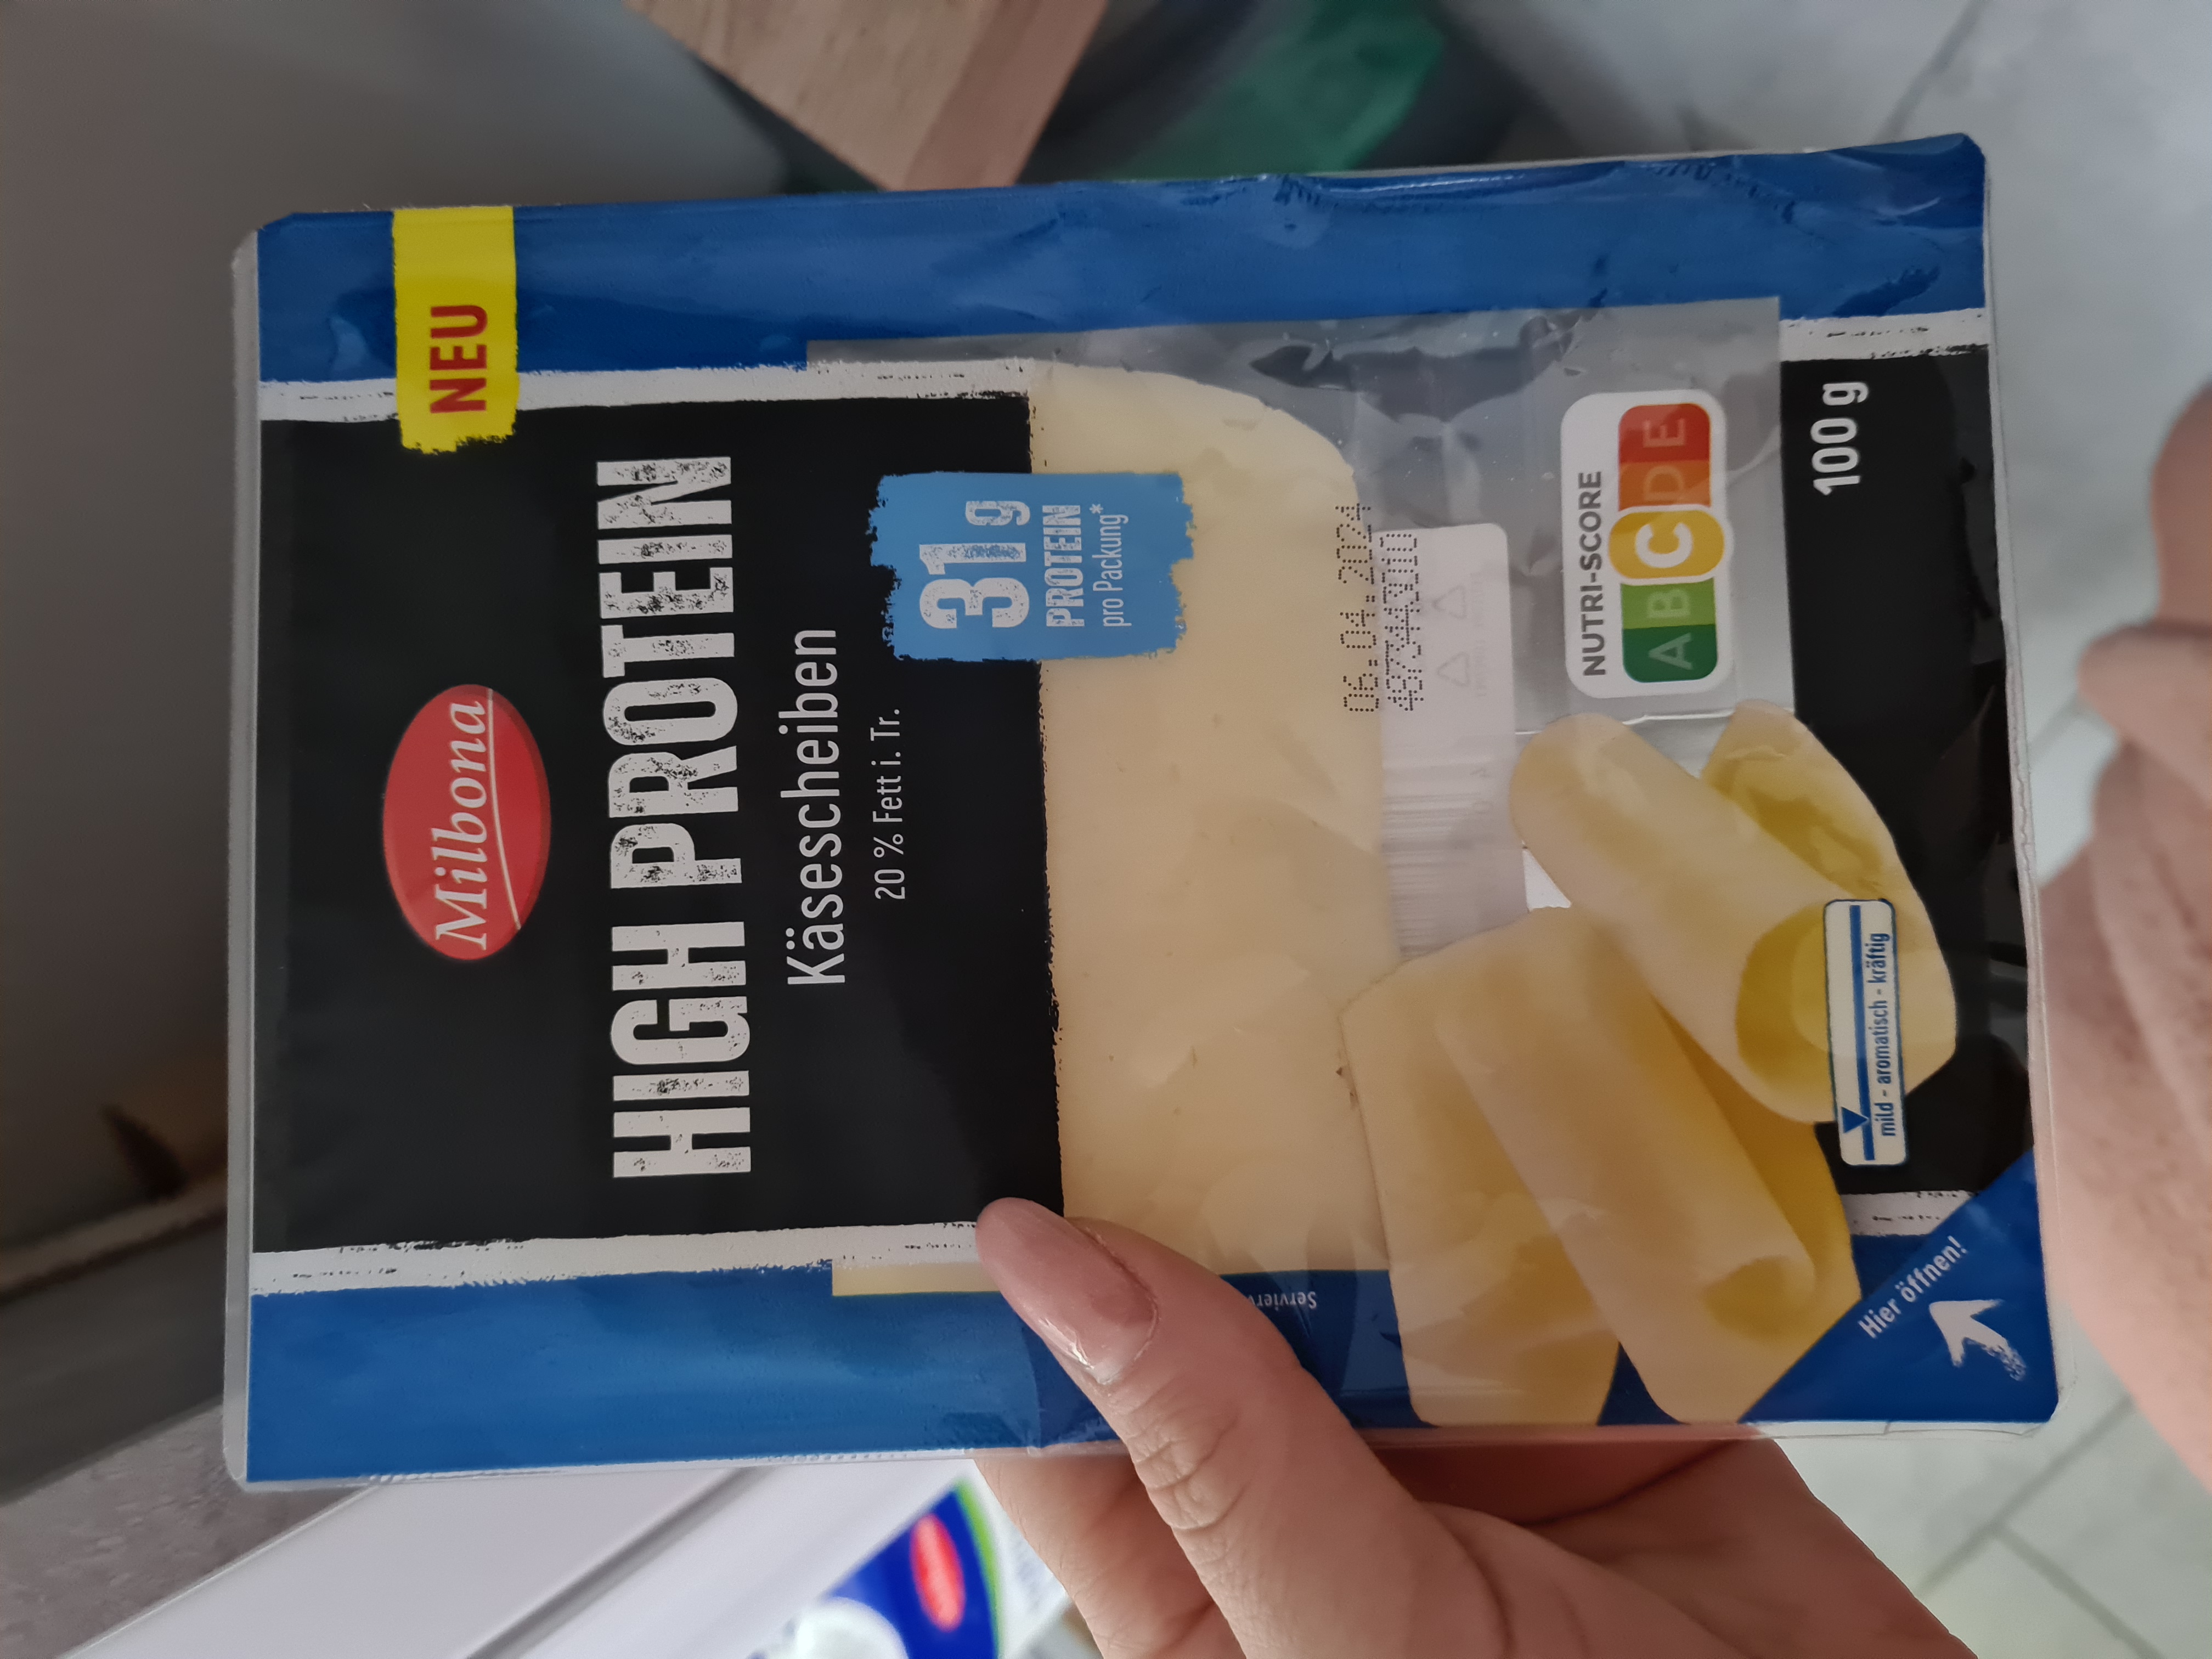 NEU
Milbona
HIGH PROTEIN
Käsescheiben
20 % Fett i. Tr.
31g
PROTEIN
pro Packung*
06.04.2024
NUTRI-SCORE
A B C D E
mild - aromatisch - kräftig
100 g
Hier öffnen!